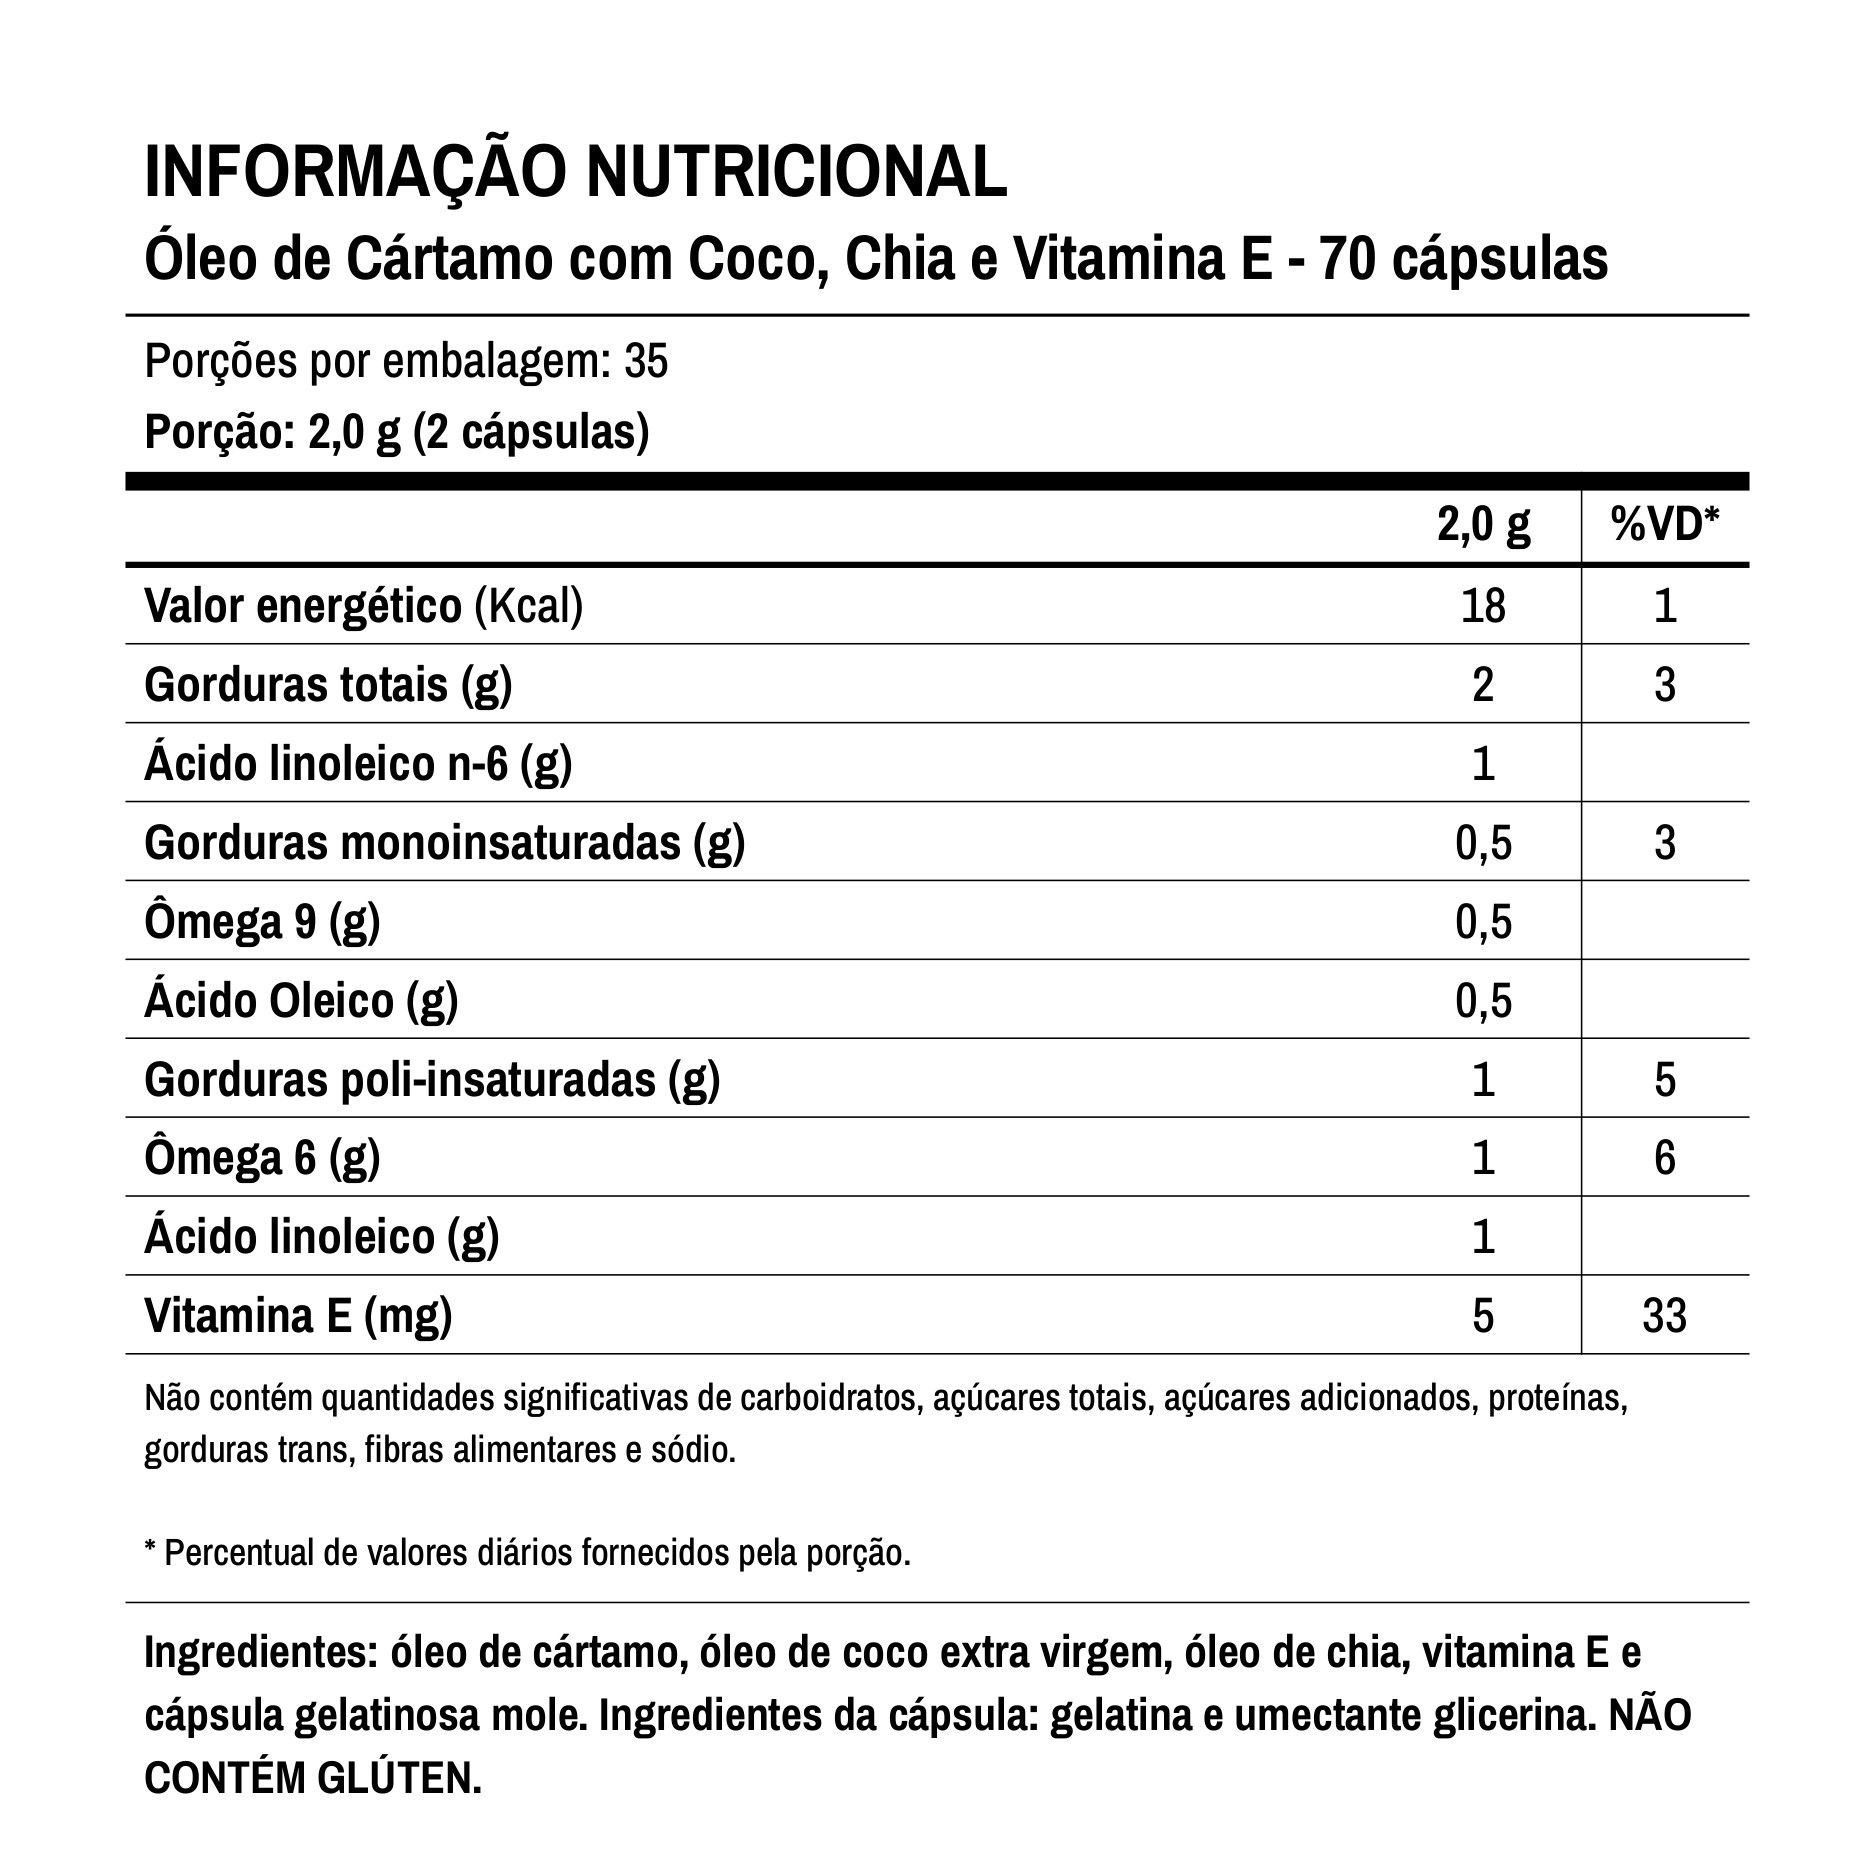 INFORMAÇÃO NUTRICIONAL
Óleo de Cártamo com Coco, Chia e Vitamina E - 70 cápsulas
Porções por embalagem: 35
Porção: 2,0 g (2 cápsulas)
2,0 g %VD*
Valor energético (Kcal) 18 1
Gorduras totais (g) 2 3
Ácido linoleico n-6 (g) 1
Gorduras monoinsaturadas (g) 0,5 3
Ômega 9 (g) 0,5
Ácido Oleico (g) 0,5
Gorduras poli-insaturadas (g) 1 5
Ômega 6 (g) 1 6
Ácido linoleico (g) 1
Vitamina E (mg) 5 33
Não contém quantidades significativas de carboidratos, açúcares totais, açúcares adicionados, proteínas,
gorduras trans, fibras alimentares e sódio.
* Percentual de valores diários fornecidos pela porção.
Ingredientes: óleo de cártamo, óleo de coco extra virgem, óleo de chia, vitamina E e
cápsula gelatinosa mole. Ingredientes da cápsula: gelatina e umectante glicerina. NÃO
CONTÉM GLÚTEN.